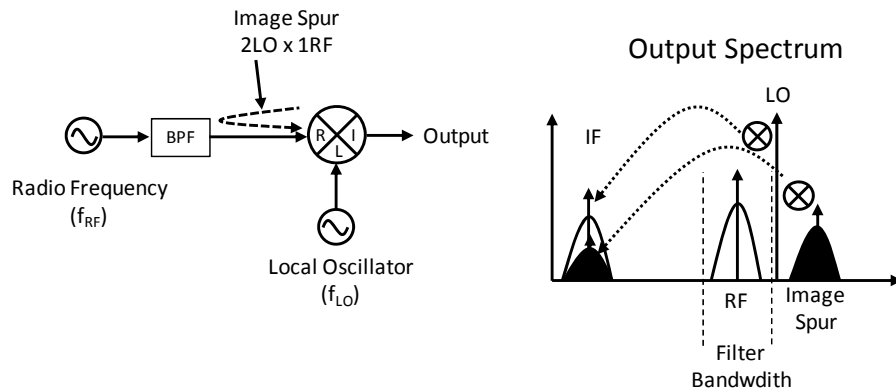 Image Spur
2LO x 1RF
BPF
R
I
L
Output
Radio Frequency
(fRF)
Local Oscillator
(fLO)
Output Spectrum
LO
IF
RF
Image
Spur
Filter
Bandwdith